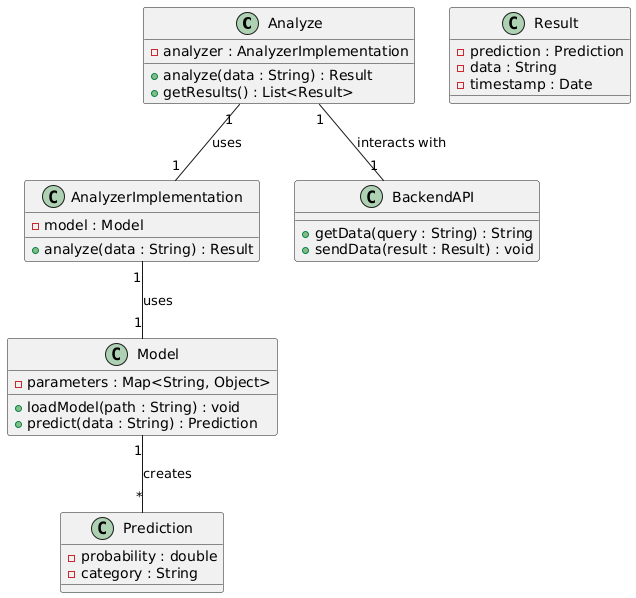 C Analyze
analyzer : AnalyzerImplementation
analyze(data : String) : Result
getResults() : List<Result>
C Result
prediction : Prediction
data : String
timestamp : Date
1
1
uses
interacts with
1
1
C AnalyzerImplementation
model : Model
analyze(data : String) : Result
C BackendAPI
getData(query : String) : String
sendData(result : Result) : void
1
uses
1
C Model
parameters : Map<String, Object>
loadModel(path : String) : void
predict(data : String) : Prediction
1
creates
*
C Prediction
probability : double
category : String